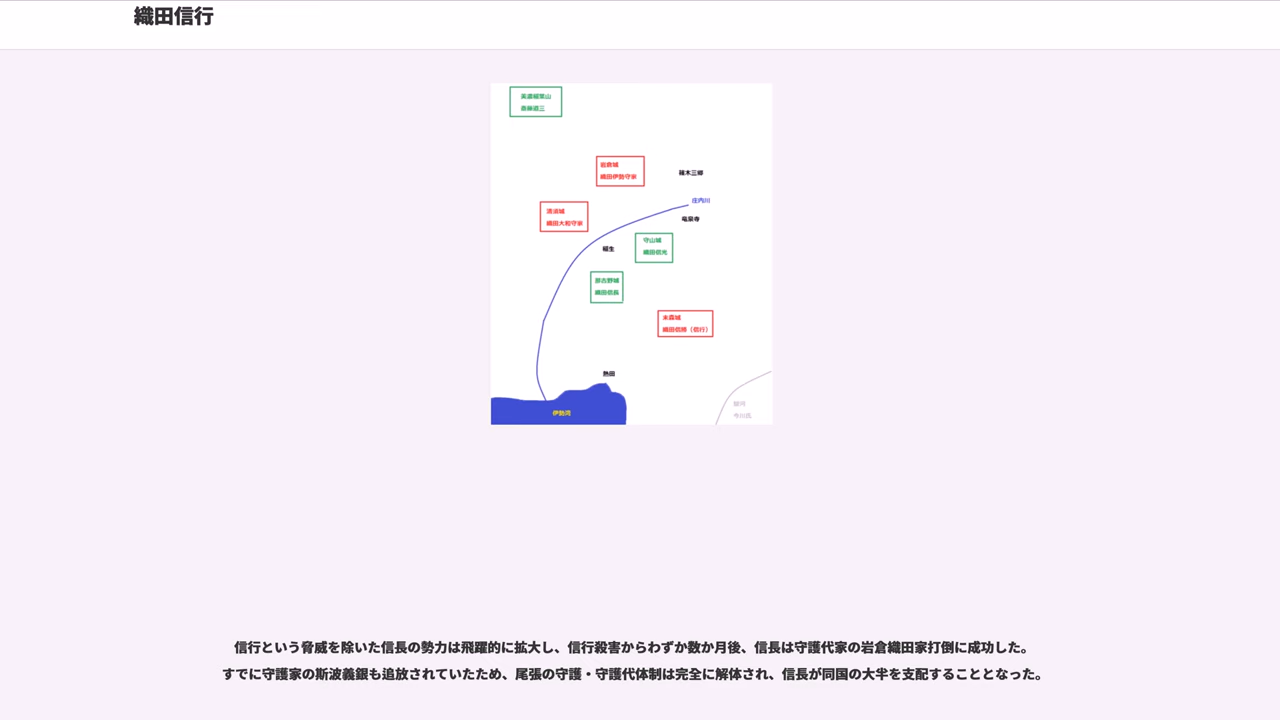 織田信行
美濃稲葉山
斎藤道三
岩倉城
織田伊勢守家
篠木三郷
庄内川
清須城
織田大和守家
竜泉寺
守山城
織田信光
稲生
那古野城
織田信長
末森城
織田信勝（信行）
熱田
駿河
今川氏
伊勢湾
信行という脅威を除いた信長の勢力は飛躍的に拡大し、信行殺害からわずか数か月後、信長は守護代家の岩倉織田家打倒に成功した。
すでに守護家の斯波義銀も追放されていたため、尾張の守護・守護代体制は完全に解体され、信長が同国の大半を支配することとなった。